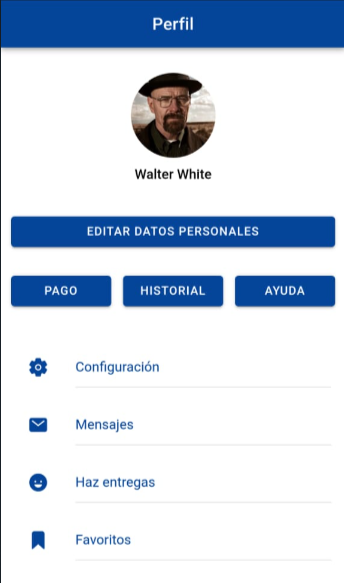 Perfil
Walter White
EDITAR DATOS PERSONALES
PAGO HISTORIAL AYUDA
Configuración
Mensajes
Haz entregas
Favoritos